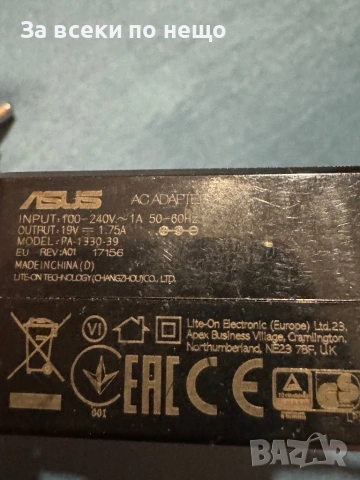 За всеки по нещо
ASUS AC ADAPTER
INPUT: 100-240V~1A 50-60Hz
OUTPUT: 19V⎓1.75A
MODEL: PA-1330-39
EU REV:A01 17156
MADE IN CHINA (D)
LITE-ON TECHNOLOGY (CHANGZHOU) CO., LTD.
VI
Lite-On Electronic (Europe) Ltd.23,
Apex Business Village, Cramlington,
Northumberland, NE23 7BF, U.K
001
EAC CE
BAZAR